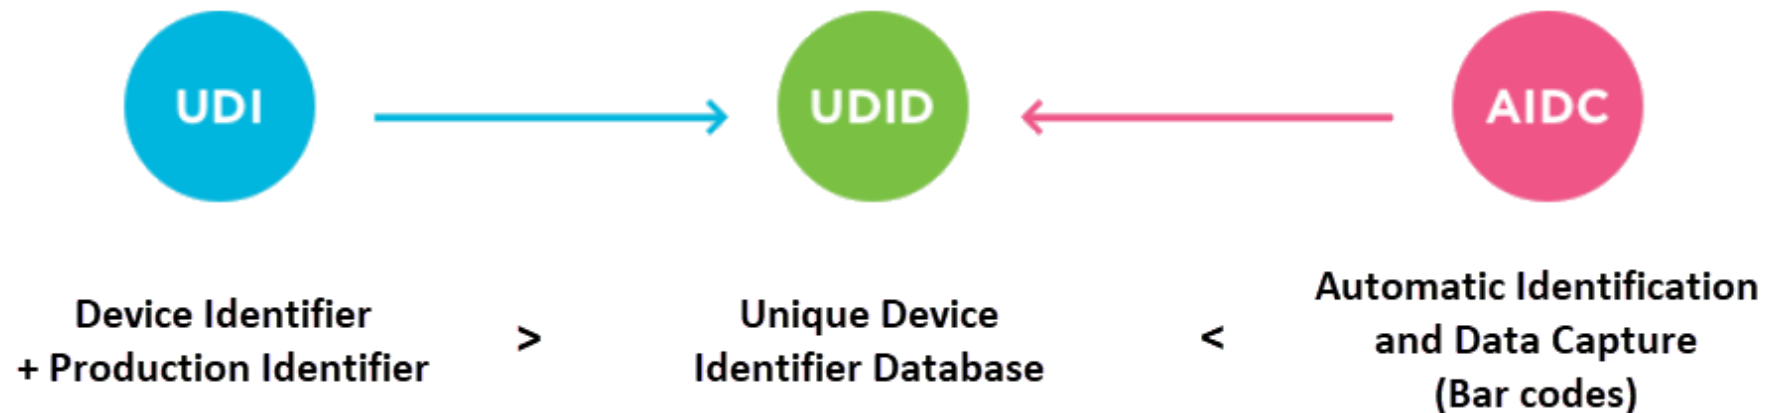 UDI
UDID
AIDC
Device Identifier
+ Production Identifier
>
Unique Device
Identifier Database
<
Automatic Identification
and Data Capture
(Bar codes)